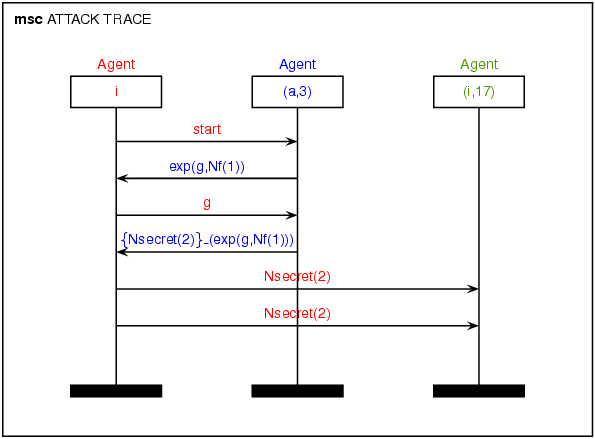 msc ATTACK TRACE
Agent Agent Agent
i (a,3) (i,17)
start
exp(g,Nf(1))
g
{Nsecret(2)}_(exp(g,Nf(1)))
Nsecret(2)
Nsecret(2)